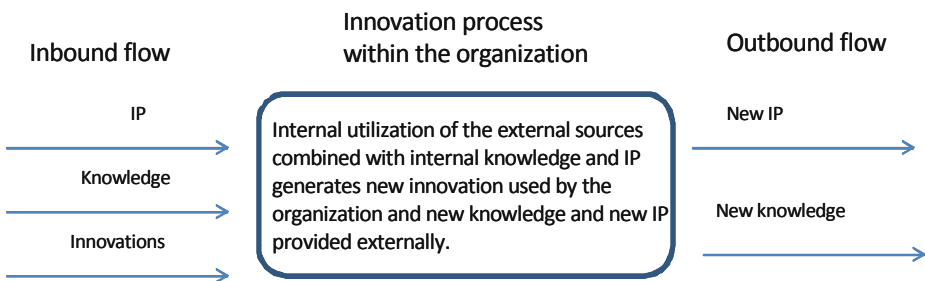 Inbound flow
Innovation process
within the organization
Outbound flow
IP
Knowledge
Innovations
Internal utilization of the external sources
combined with internal knowledge and IP
generates new innovation used by the
organization and new knowledge and new IP
provided externally.
New IP
New knowledge